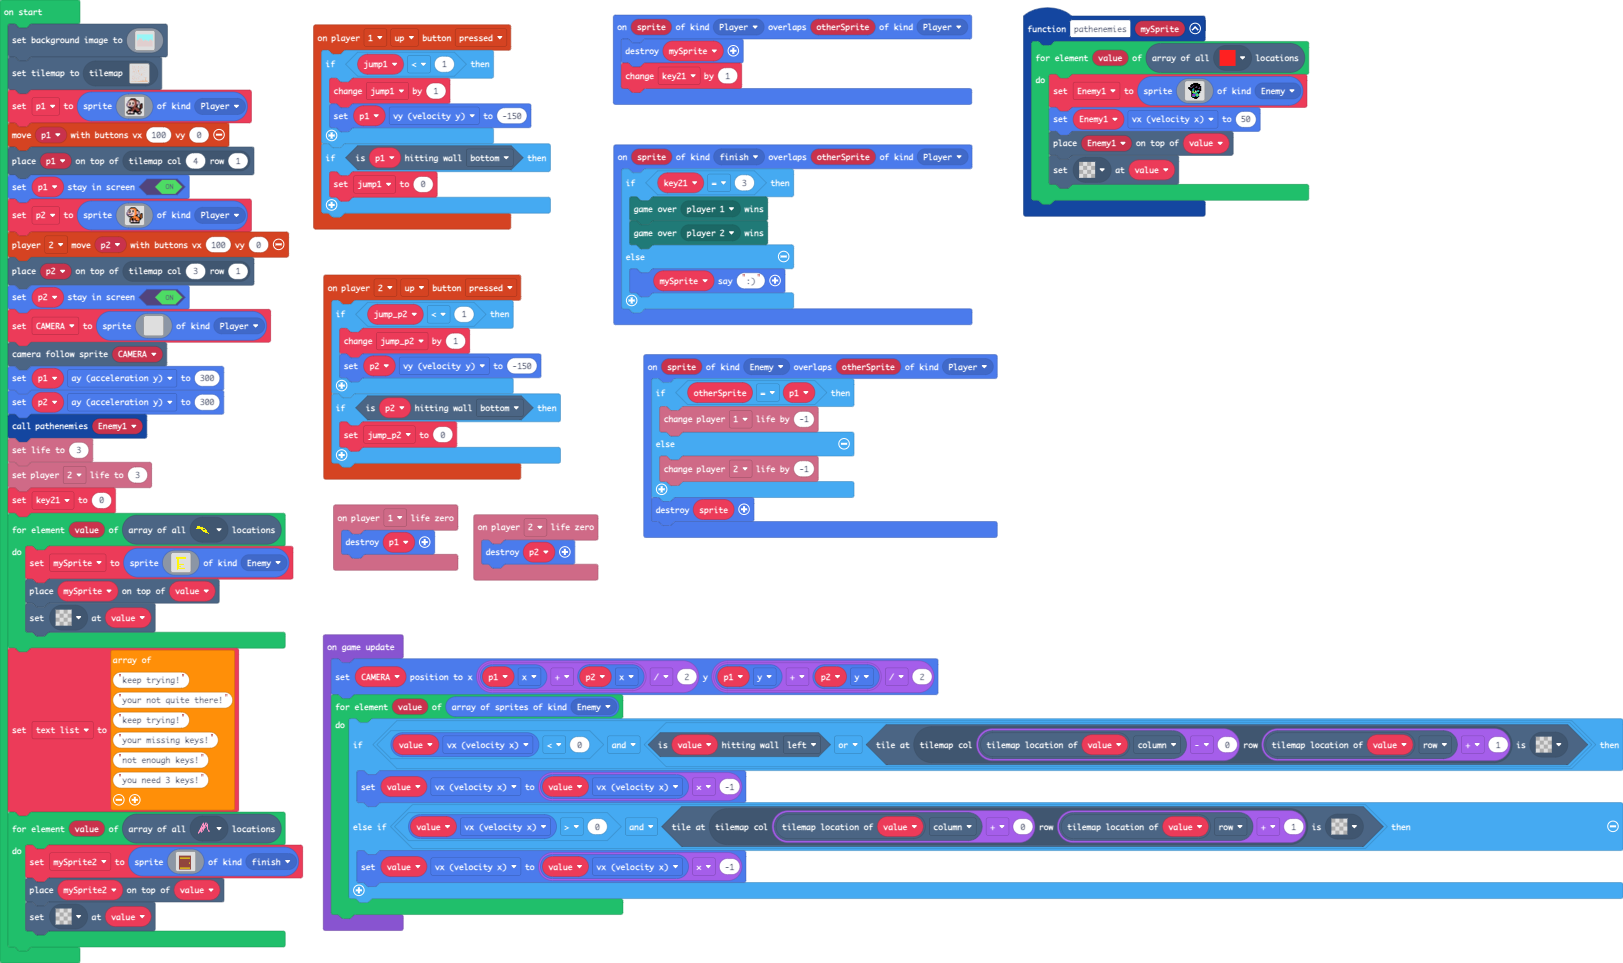 on start
set background image to
set tilemap to tilemap
set p1 to sprite of kind Player
move p1 with buttons vx 100 vy 0
place p1 on top of tilemap col 4 row 1
set p1 stay in screen ON
set p2 to sprite of kind Player
player 2 move p2 with buttons vx 100 vy 0
place p2 on top of tilemap col 3 row 1
set p2 stay in screen ON
set CAMERA to sprite of kind Player
camera follow sprite CAMERA
set p1 ay (acceleration y) to 300
set p2 ay (acceleration y) to 300
call pathenemies Enemy1
set life to 3
set player 2 life to 3
set key21 to 0
for element value of array of all locations
do
set mySprite to sprite of kind Enemy
place mySprite on top of value
set at value
set text list to array of
"keep trying!"
"your not quite there!"
"keep trying!"
"your missing keys!"
"not enough keys!"
"you need 3 keys!"
for element value of array of all locations
do
set mySprite2 to sprite of kind finish
place mySprite2 on top of value
set at value
on player 1 up button pressed
if jump1 < 1 then
change jump1 by 1
set p1 vy (velocity y) to -150
if is p1 hitting wall bottom then
set jump1 to 0
on player 2 up button pressed
if jump_p2 < 1 then
change jump_p2 by 1
set p2 vy (velocity y) to -150
if is p2 hitting wall bottom then
set jump_p2 to 0
on player 1 life zero
destroy p1
on player 2 life zero
destroy p2
on sprite of kind Player overlaps otherSprite of kind Player
destroy mySprite
change key21 by 1
on sprite of kind finish overlaps otherSprite of kind Player
if key21 = 3 then
game over player 1 wins
game over player 2 wins
else
mySprite say ":)"
on sprite of kind Enemy overlaps otherSprite of kind Player
if otherSprite = p1 then
change player 1 life by -1
else
change player 2 life by -1
destroy sprite
function pathenemies mySprite
for element value of array of all locations
do
set Enemy1 to sprite of kind Enemy
set Enemy1 vx (velocity x) to 50
place Enemy1 on top of value
set at value
on game update
set CAMERA position to x p1 x + p2 x / 2 y p1 y + p2 y / 2
for element value of array of sprites of kind Enemy
do
if value vx (velocity x) < 0 and is value hitting wall left or tile at tilemap col tilemap location of value column - 0 row tilemap location of value row + 1 is then
set value vx (velocity x) to value vx (velocity x) x -1
else if value vx (velocity x) > 0 and tile at tilemap col tilemap location of value column + 0 row tilemap location of value row + 1 is then
set value vx (velocity x) to value vx (velocity x) x -1